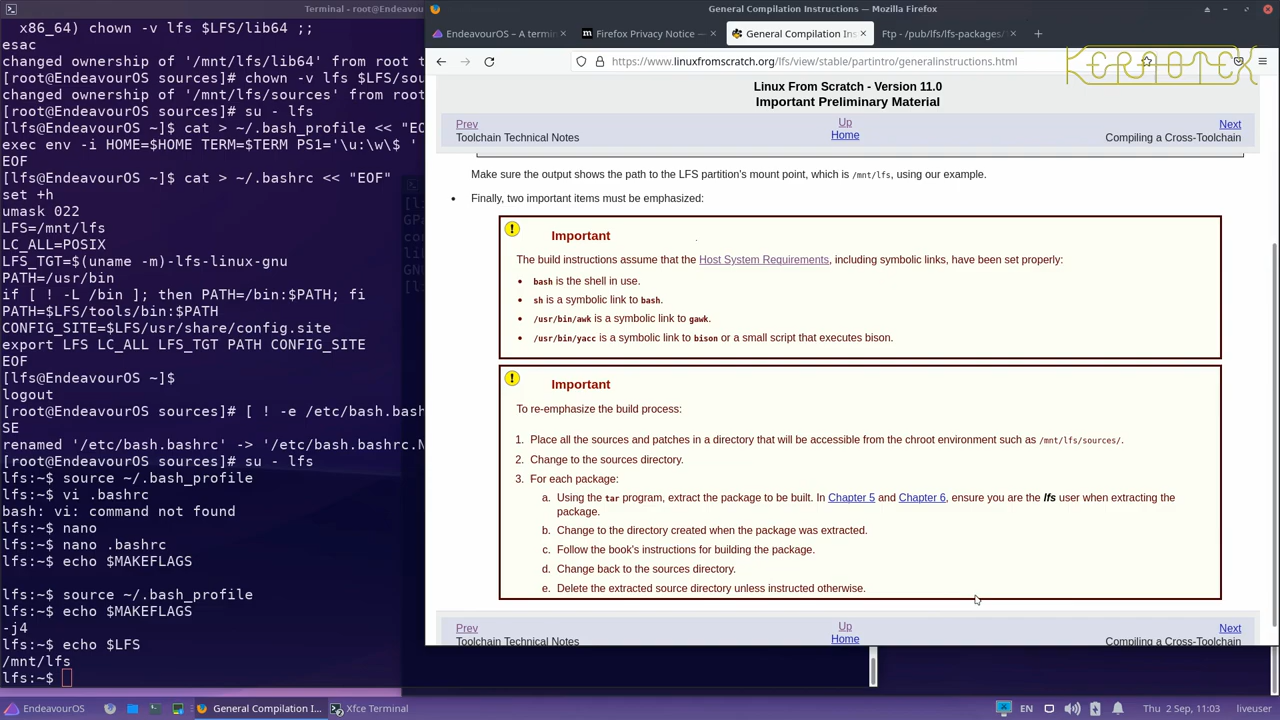 Terminal - root@Endeavour
x86_64) chown -v lfs $LFS/lib64 ;;
esac
changed ownership of '/mnt/lfs/lib64' from root t
[root@EndeavourOS sources]# chown -v lfs $LFS/sou
changed ownership of '/mnt/lfs/sources' from root
[root@EndeavourOS sources]# su - lfs
[lfs@EndeavourOS ~]$ cat > ~/.bash_profile << "EO
exec env -i HOME=$HOME TERM=$TERM PS1='\u:\w\$ '
EOF
[lfs@EndeavourOS ~]$ cat > ~/.bashrc << "EOF"
set +h
umask 022
LFS=/mnt/lfs
LC_ALL=POSIX
LFS_TGT=$(uname -m)-lfs-linux-gnu
PATH=/usr/bin
if [ ! -L /bin ]; then PATH=/bin:$PATH; fi
PATH=$LFS/tools/bin:$PATH
CONFIG_SITE=$LFS/usr/share/config.site
export LFS LC_ALL LFS_TGT PATH CONFIG_SITE
EOF
[lfs@EndeavourOS ~]$
logout
[root@EndeavourOS sources]# [ ! -e /etc/bash.bash
SE
renamed '/etc/bash.bashrc' -> '/etc/bash.bashrc.N
[root@EndeavourOS sources]# su - lfs
lfs:~$ source ~/.bash_profile
lfs:~$ vi .bashrc
bash: vi: command not found
lfs:~$ nano
lfs:~$ nano .bashrc
lfs:~$ echo $MAKEFLAGS
lfs:~$ source ~/.bash_profile
lfs:~$ echo $MAKEFLAGS
-j4
lfs:~$ echo $LFS
/mnt/lfs
lfs:~$
General Compilation Instructions — Mozilla Firefox
EndeavourOS – A termin
Firefox Privacy Notice —
General Compilation Ins
Ftp - /pub/lfs/lfs-packages/
https://www.linuxfromscratch.org/lfs/view/stable/partintro/generalinstructions.html
KERNOTEX
Linux From Scratch - Version 11.0
Important Preliminary Material
Prev Up Next
Toolchain Technical Notes Home Compiling a Cross-Toolchain
Make sure the output shows the path to the LFS partition's mount point, which is /mnt/lfs, using our example.
• Finally, two important items must be emphasized:
Important
The build instructions assume that the Host System Requirements, including symbolic links, have been set properly:
• bash is the shell in use.
• sh is a symbolic link to bash.
• /usr/bin/awk is a symbolic link to gawk.
• /usr/bin/yacc is a symbolic link to bison or a small script that executes bison.
Important
To re-emphasize the build process:
1. Place all the sources and patches in a directory that will be accessible from the chroot environment such as /mnt/lfs/sources/.
2. Change to the sources directory.
3. For each package:
a. Using the tar program, extract the package to be built. In Chapter 5 and Chapter 6, ensure you are the lfs user when extracting the
package.
b. Change to the directory created when the package was extracted.
c. Follow the book's instructions for building the package.
d. Change back to the sources directory.
e. Delete the extracted source directory unless instructed otherwise.
Prev Up Next
Toolchain Technical Notes Home Compiling a Cross-Toolchain
EndeavourOS
General Compilation I...
Xfce Terminal
EN
Thu 2 Sep, 11:03
liveuser